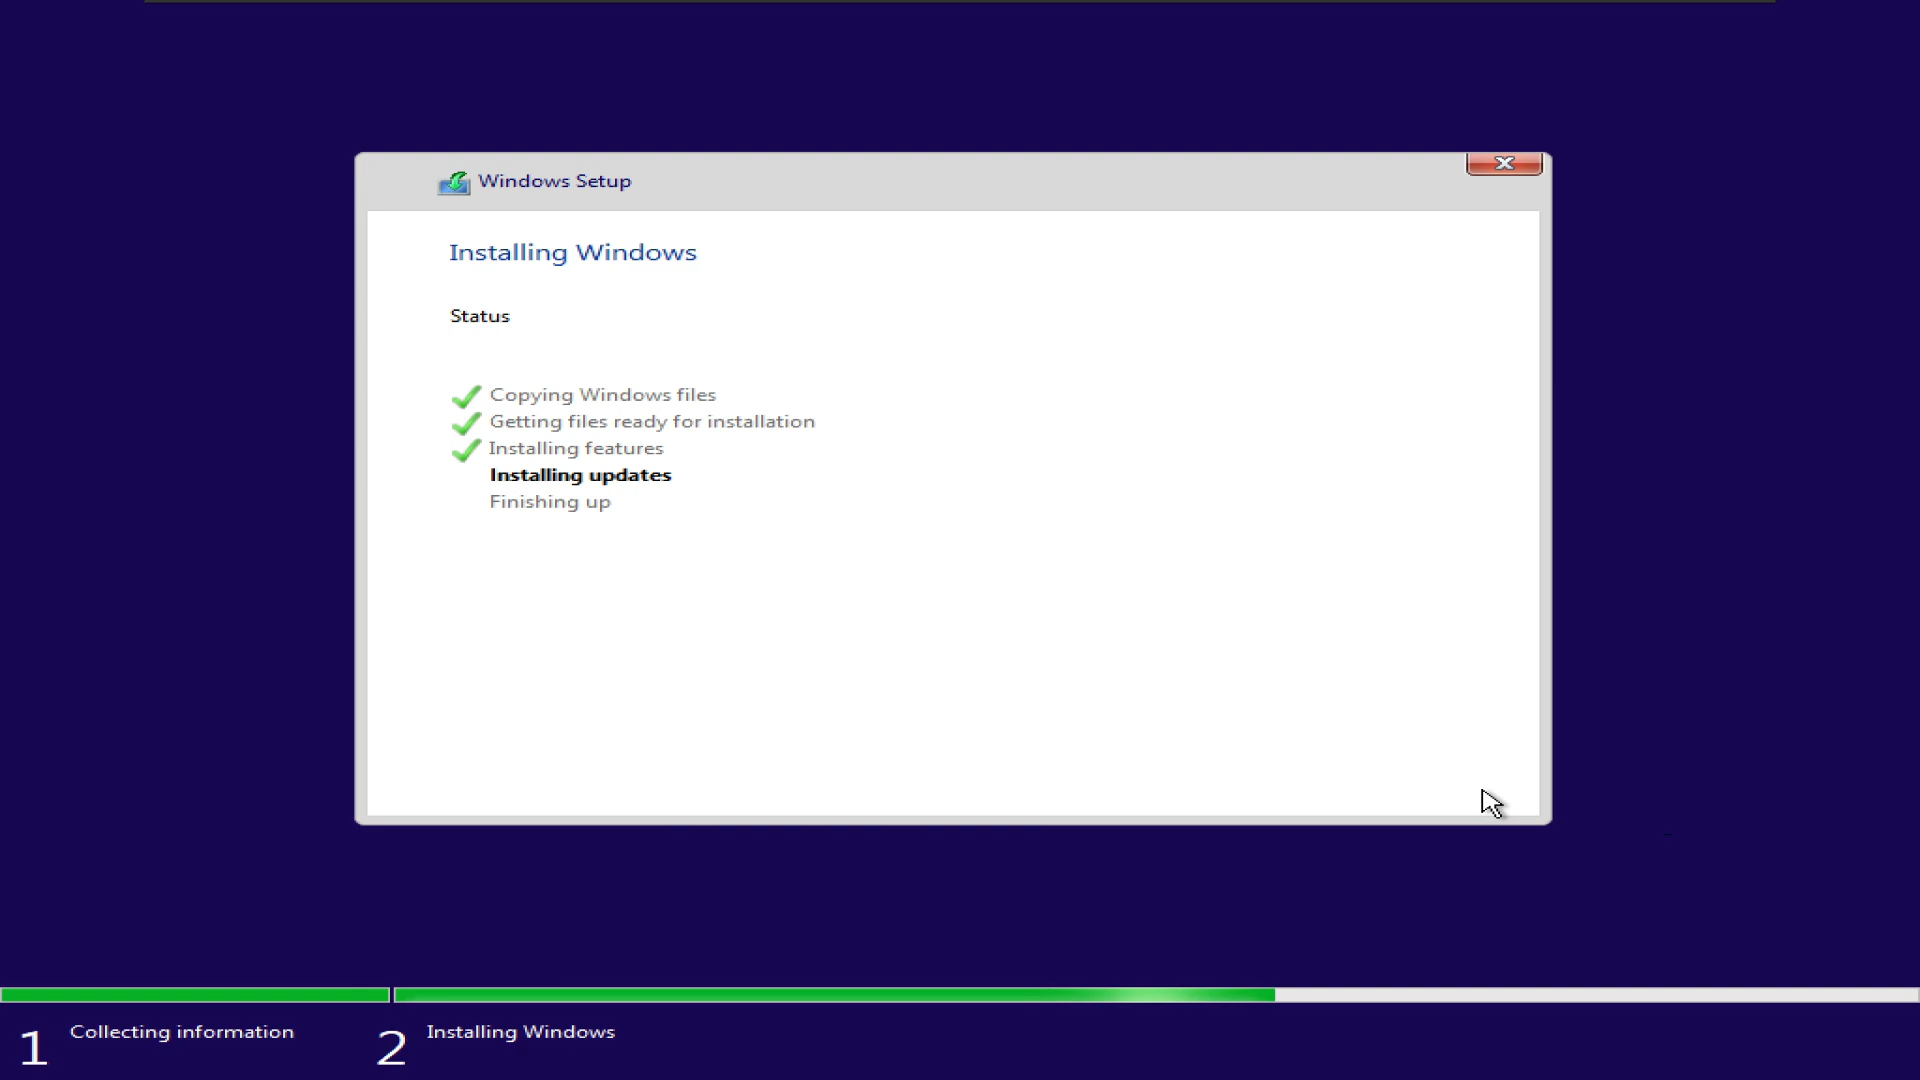 Windows Setup
Installing Windows
Status
Copying Windows files
Getting files ready for installation
Installing features
Installing updates
Finishing up
1 Collecting information
2 Installing Windows